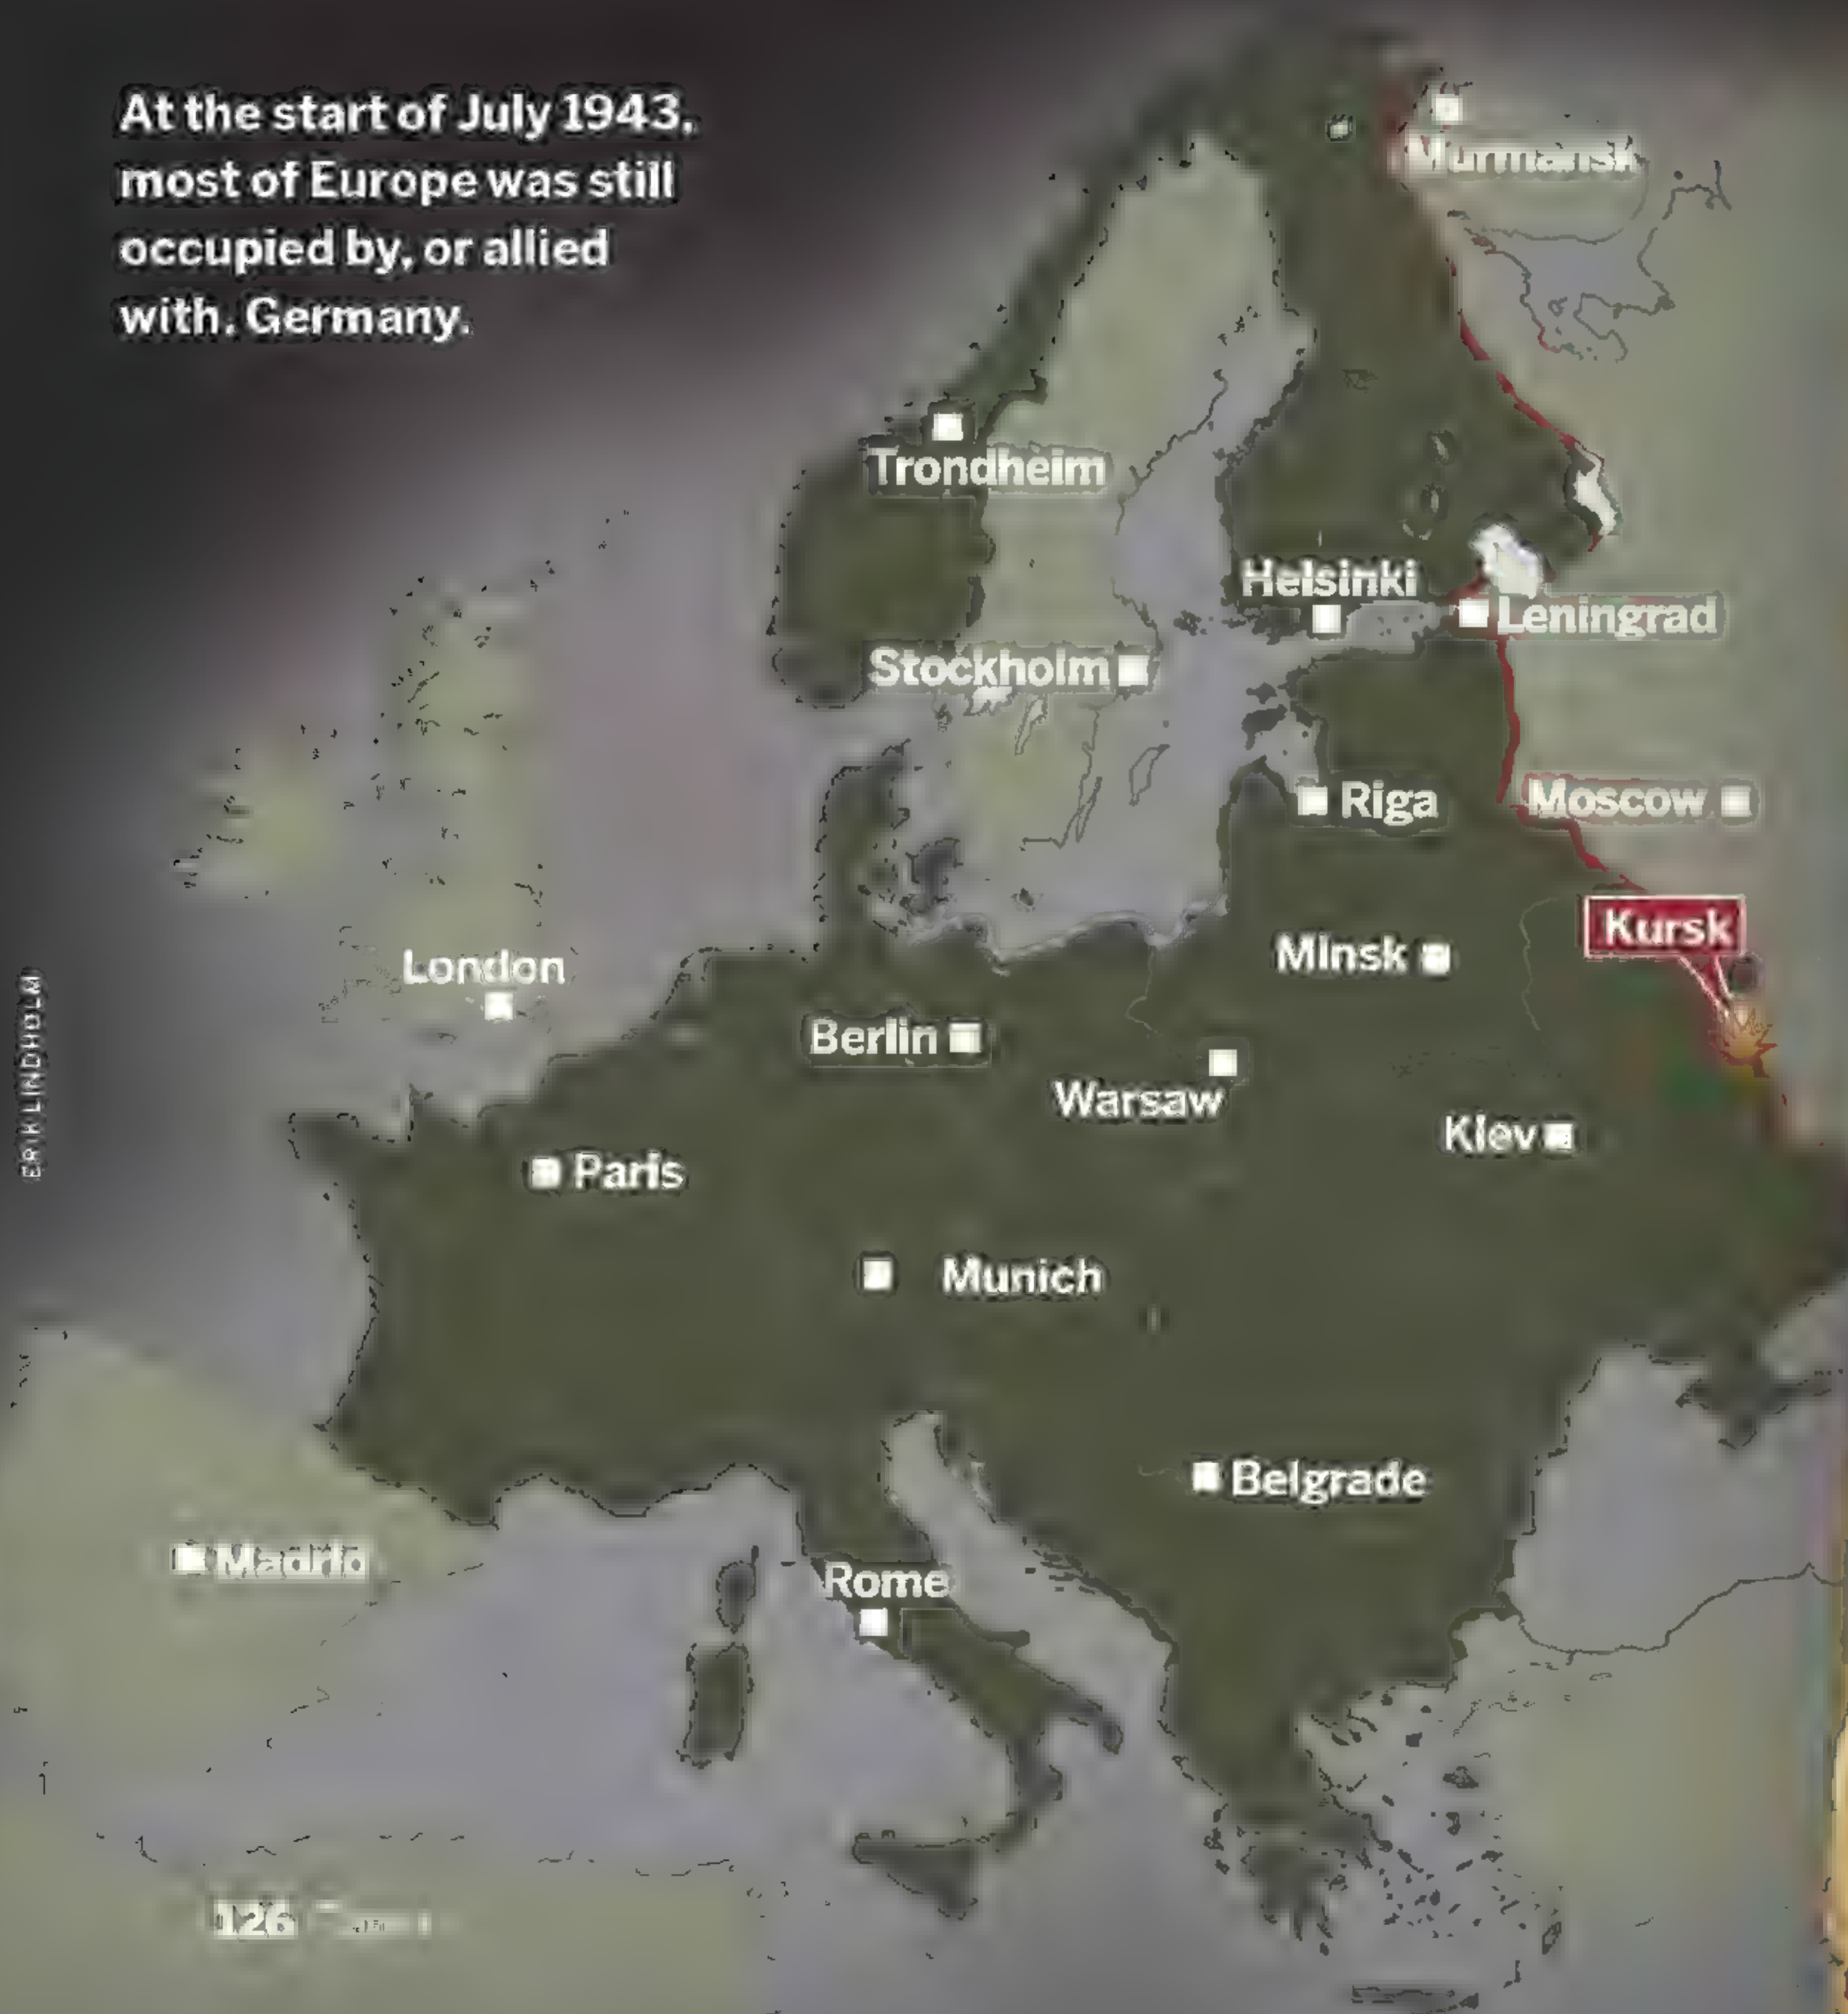 At the start of July 1943,
most of Europe was still
occupied by, or allied
with, Germany.
Murmansk
Trondheim
Helsinki
Leningrad
Stockholm
Riga
Moscow
Kursk
Minsk
London
Berlin
Warsaw
Kiev
Paris
Munich
Belgrade
Madrid
Rome
ERIK LINDHOLM
126